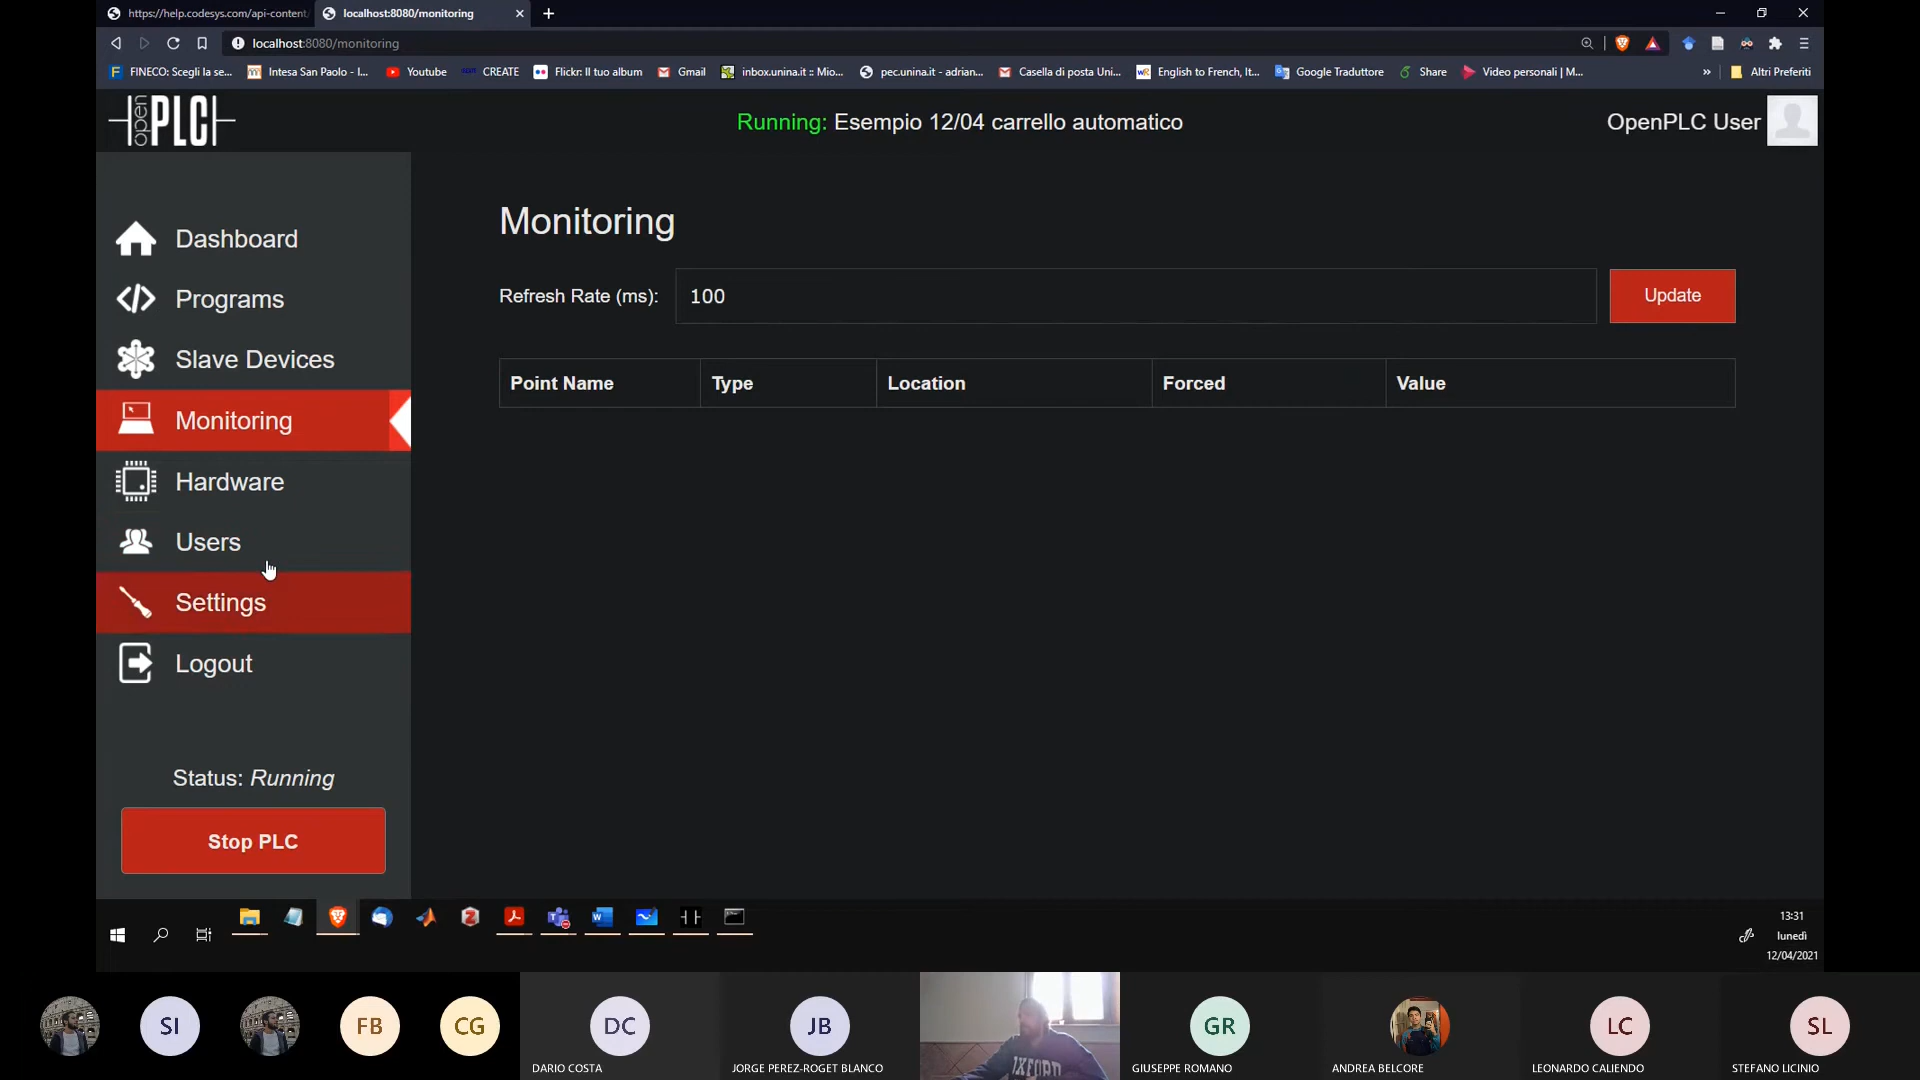 https://help.codesys.com/api-content/
localhost:8080/monitoring
localhost:8080/monitoring
FINECO: Scegli la se...
Intesa San Paolo - I...
Youtube
CREATE
Flickr: Il tuo album
Gmail
inbox.unina.it :: Mio...
pec.unina.it - adrian...
Casella di posta Uni...
English to French, It...
Google Traduttore
Share
Video personali | M...
»
Altri Preferiti
open PLC
Running: Esempio 12/04 carrello automatico
OpenPLC User
Dashboard
Programs
Slave Devices
Monitoring
Hardware
Users
Settings
Logout
Status: Running
Stop PLC
Monitoring
Refresh Rate (ms): 100 Update
Point Name Type Location Forced Value
13:31
lunedì
12/04/2021
SI
FB
CG
DC
JB
IXFORD
GR
LC
SL
DARIO COSTA
JORGE PEREZ-ROGET BLANCO
GIUSEPPE ROMANO
ANDREA BELCORE
LEONARDO CALIENDO
STEFANO LICINIO